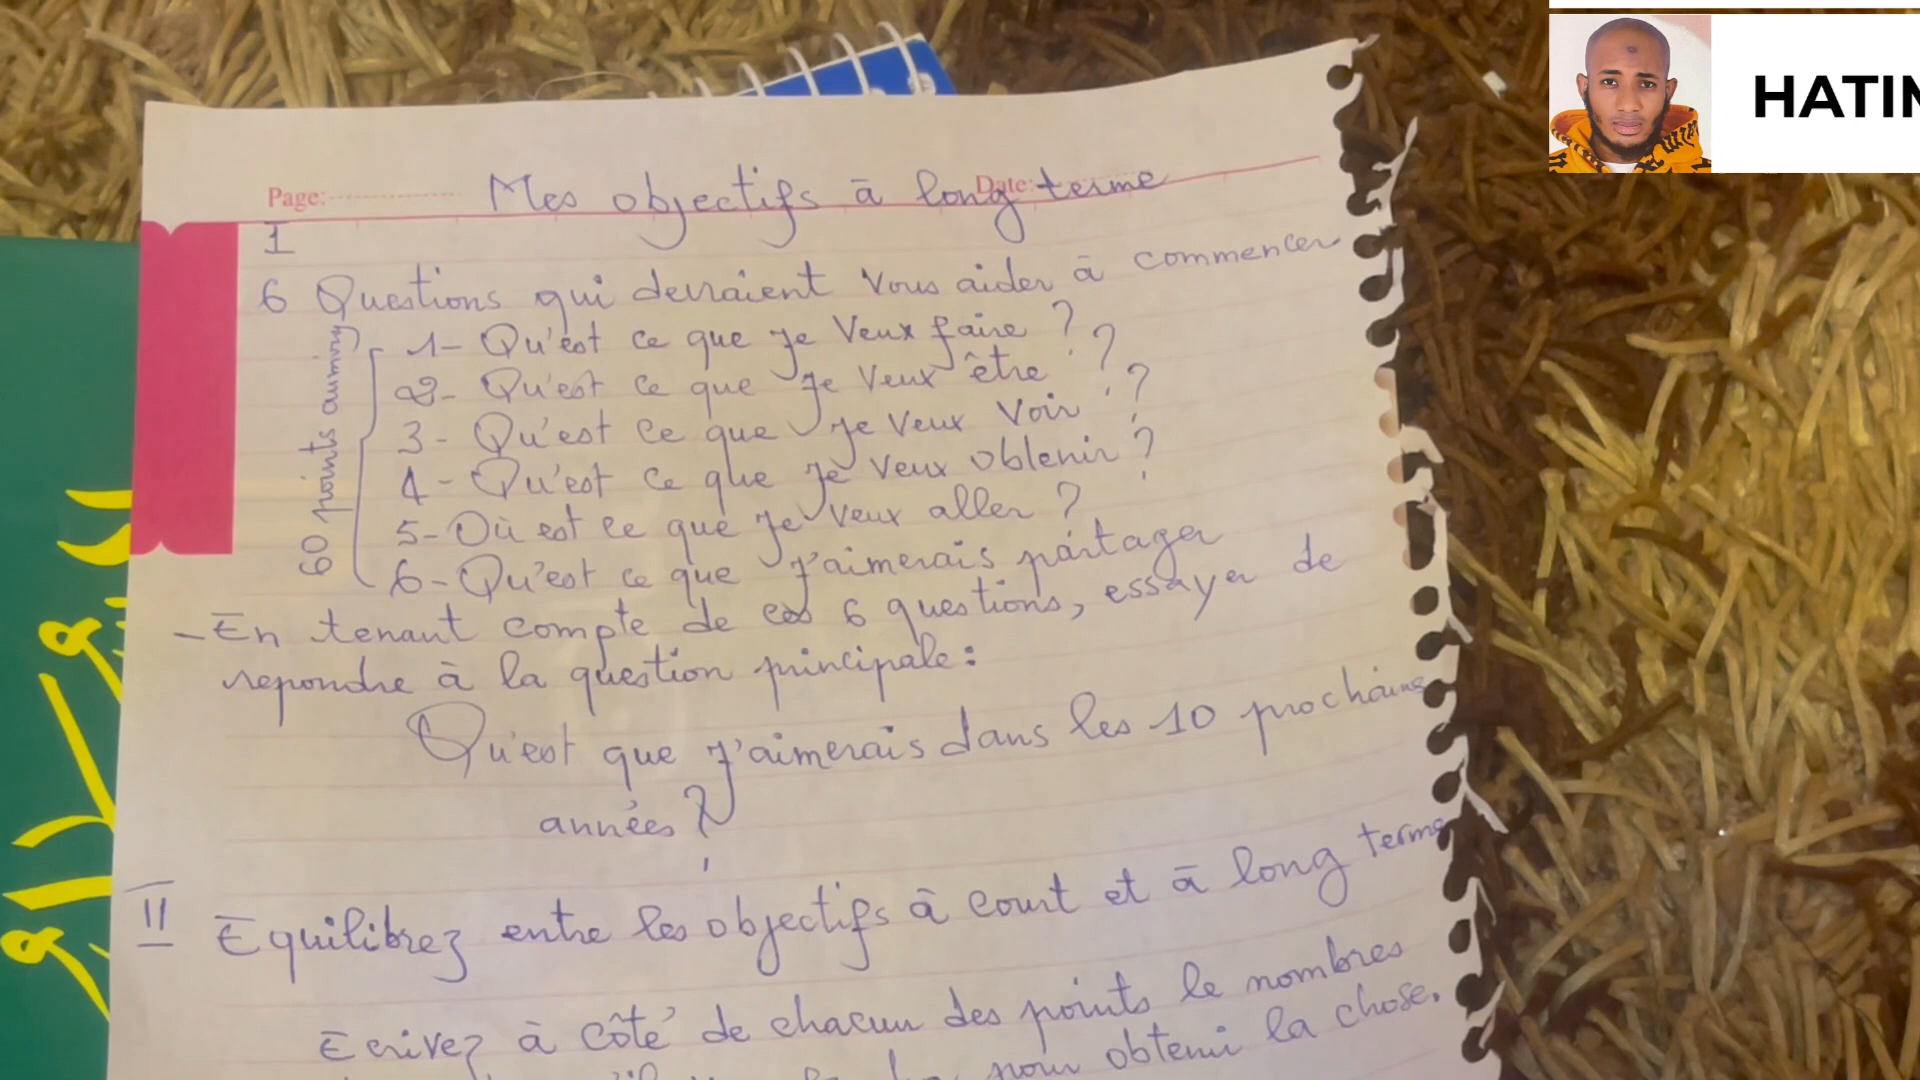 HATIM
Page: Date:
Mes objectifs à long terme
I
6 Questions qui devraient vous aider à commencer
60 points au
1- Qu'est ce que je veux faire ?
2- Qu'est ce que je veux être ?
3- Qu'est ce que je veux voir ?
4- Qu'est ce que je veux obtenir ?
5- Où est ce que je veux aller ?
6- Qu'est ce que j'aimerais partager
- En tenant compte de ces 6 questions, essayer de
repondre à la question principale :
Qu'est que j'aimerais dans les 10 prochaines
années ?
II Equilibrez entre les objectifs à court et à long terme
Ecrivez à côté de chacun des points le nombres
pour obtenir la chose.